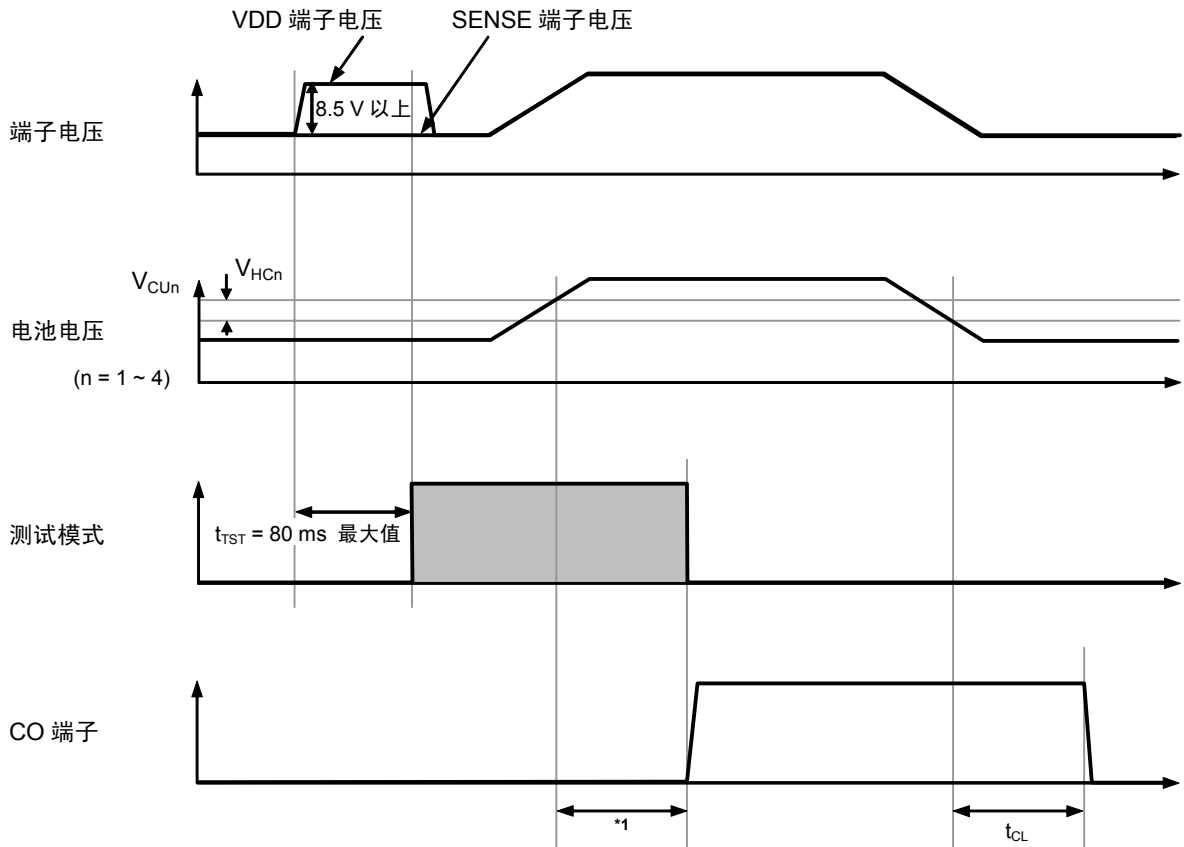 VDD 端子电压
SENSE 端子电压
8.5 V 以上
端子电压
VCUn
VHCn
电池电压
(n = 1 ~ 4)
测试模式
tTST = 80 ms 最大值
CO 端子
*1
tCL